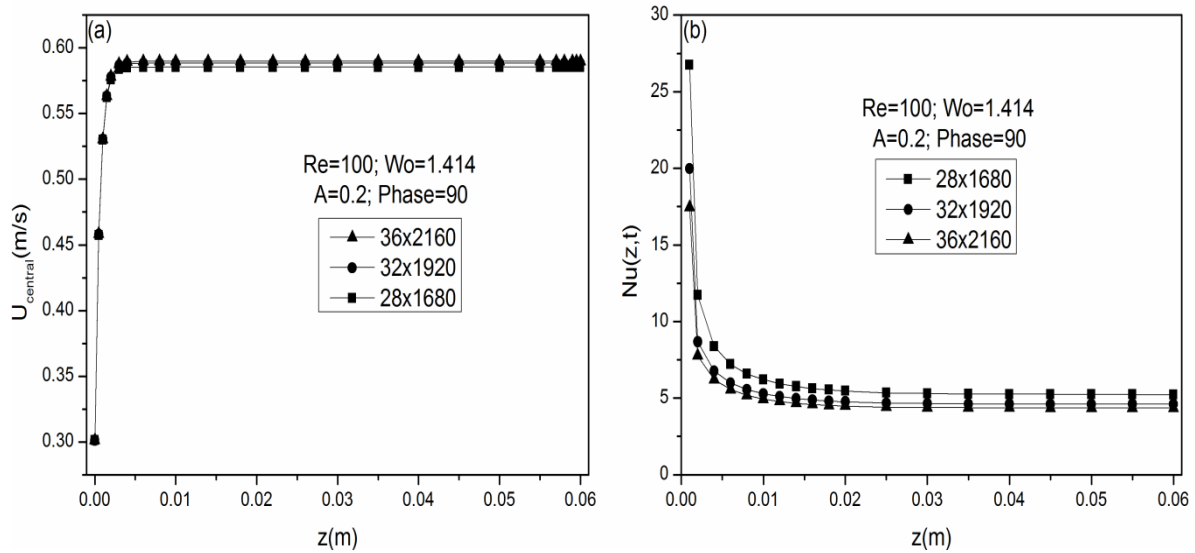 (a)
0.60
0.55
0.50
0.45
0.40
0.35
0.30
U central (m/s)
Re=100; Wo=1.414
A=0.2; Phase=90
36x2160
32x1920
28x1680
0.00 0.01 0.02 0.03 0.04 0.05 0.06
z(m)
(b)
30
25
20
15
10
5
0
Nu(z,t)
Re=100; Wo=1.414
A=0.2; Phase=90
28x1680
32x1920
36x2160
0.00 0.01 0.02 0.03 0.04 0.05 0.06
z(m)